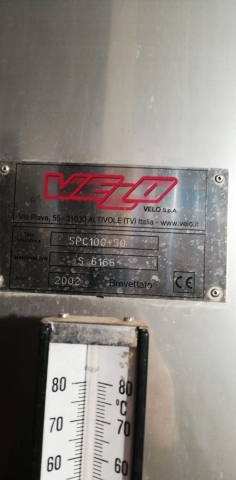 VELO
VELO S.p.A
Via Piave, 55 - 31030 ALTIVOLE (TV) Italia - www.velo.it
SPC100+50
S 6166
2002 Brevettato CE
80 80
°C
70 70
60 60